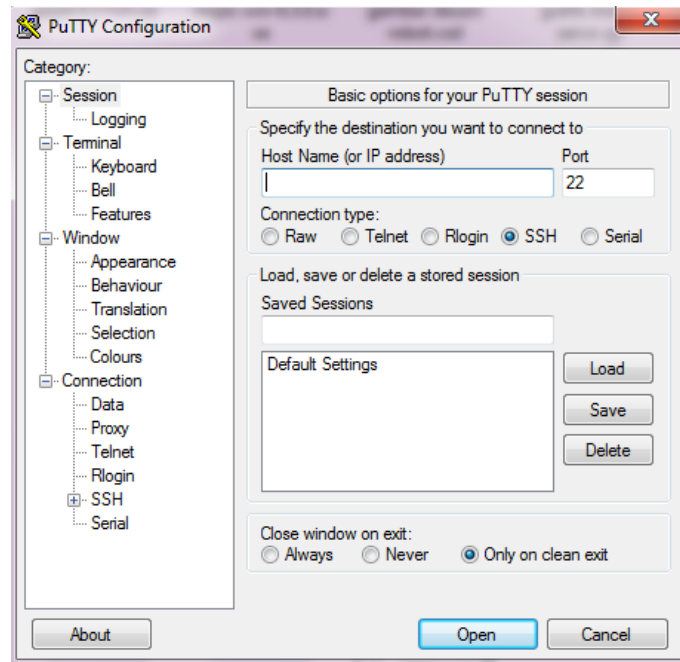 PuTTY Configuration
Category:
Session
Logging
Terminal
Keyboard
Bell
Features
Window
Appearance
Behaviour
Translation
Selection
Colours
Connection
Data
Proxy
Telnet
Rlogin
SSH
Serial
Basic options for your PuTTY session
Specify the destination you want to connect to
Host Name (or IP address) Port
22
Connection type:
Raw Telnet Rlogin SSH Serial
Load, save or delete a stored session
Saved Sessions
Default Settings
Load
Save
Delete
Close window on exit:
Always Never Only on clean exit
About Open Cancel